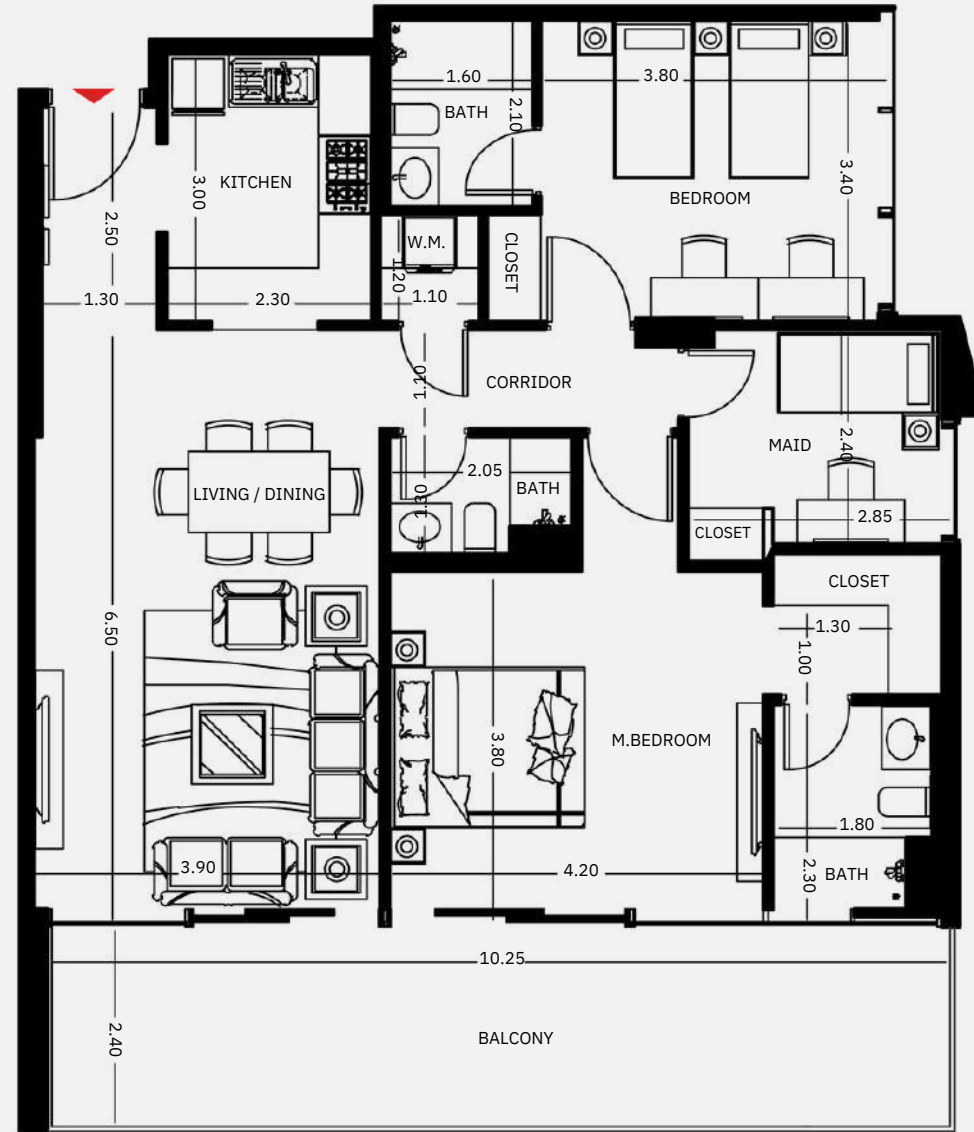 1.60
BATH
2.10
3.80
3.40
BEDROOM
KITCHEN
3.00
2.50
1.30
2.30
W.M.
1.20
1.10
CLOSET
1.10
CORRIDOR
MAID
2.40
2.85
CLOSET
LIVING / DINING
2.05
BATH
1.30
CLOSET
1.30
1.00
6.50
3.80
M.BEDROOM
1.80
2.30
BATH
3.90
4.20
10.25
2.40
BALCONY